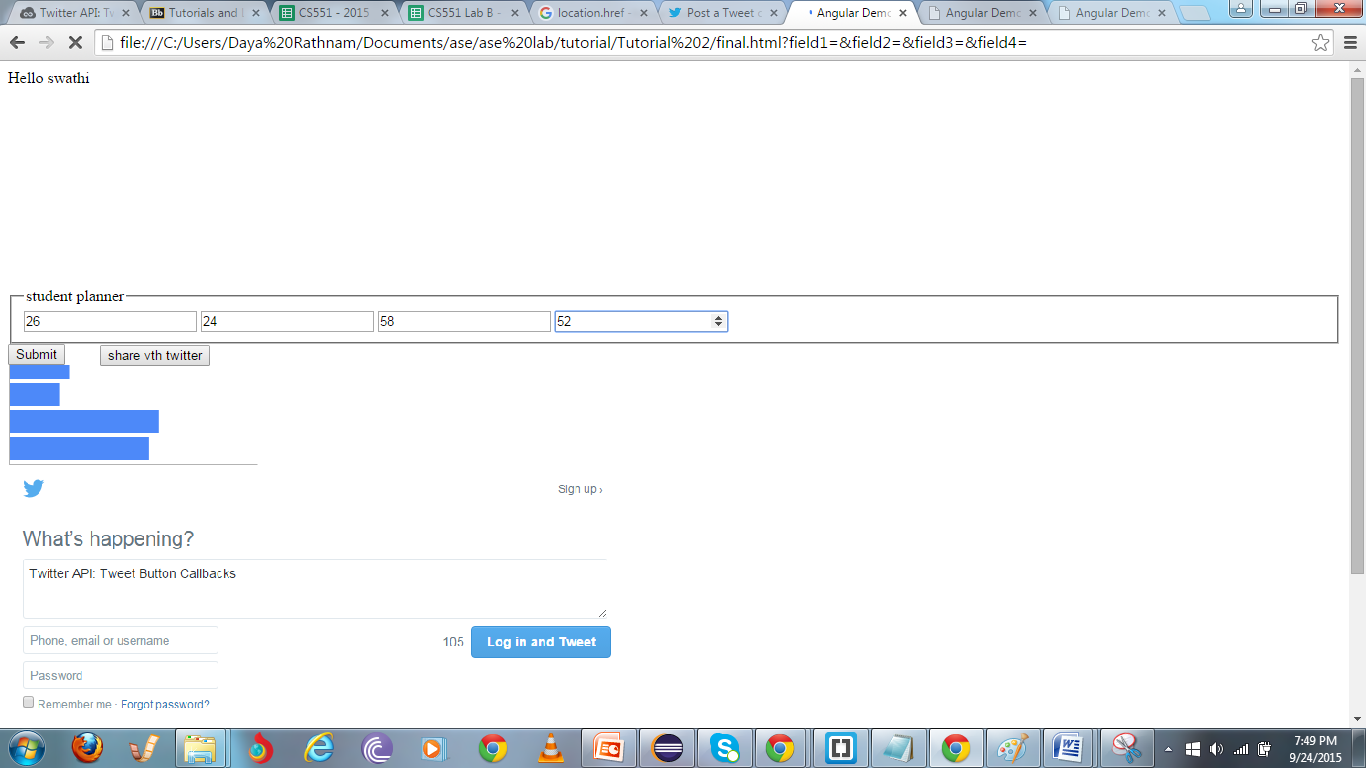 Twitter API: Tw
Tutorials and
CS551 - 2015
CS551 Lab B -
location.href -
Post a Tweet
Angular Demo
Angular Demo
Angular Demo
file:///C:/Users/Daya%20Rathnam/Documents/ase/ase%20lab/tutorial/Tutorial%202/final.html?field1=&field2=&field3=&field4=
Hello swathi
student planner
26 24 58 52
Submit share vth twitter
Sign up ›
What's happening?
Twitter API: Tweet Button Callbacks
Phone, email or username 105 Log in and Tweet
Password
Remember me · Forgot password?
7:49 PM
9/24/2015